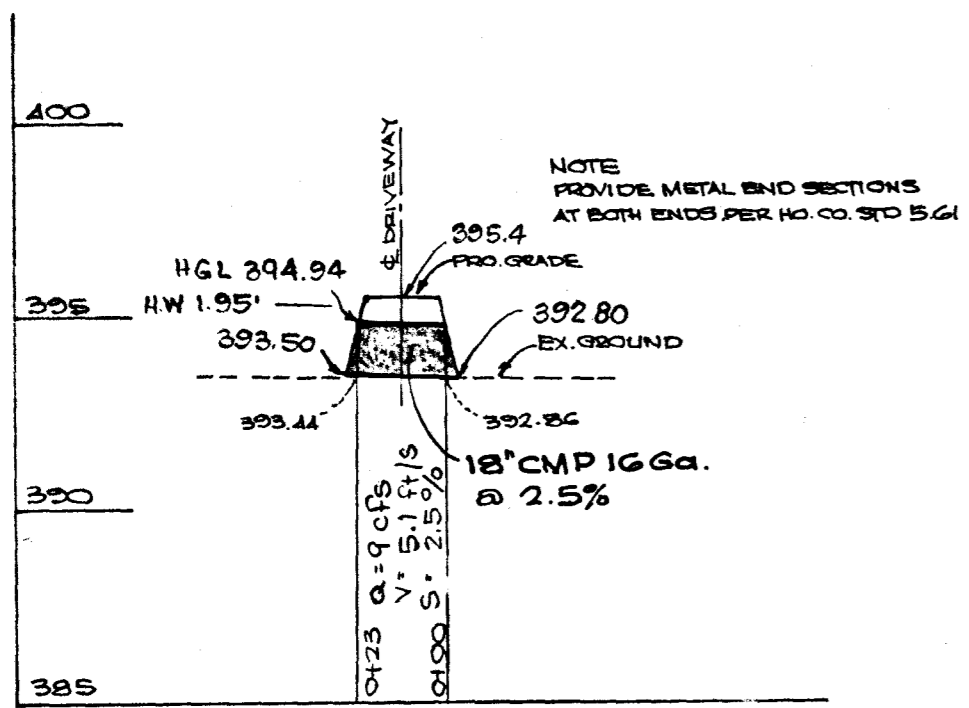 400
NOTE
PROVIDE METAL END SECTIONS
AT BOTH ENDS PER HO. CO. STD 5.61
℄ DRIVEWAY
395.4
PRO. GRADE
HGL 394.94
H.W 1.95'
395
393.50
392.80
EX. GROUND
393.44
392.86
18" CMP 16 Ga.
@ 2.5%
390
Q = 9 cfs
V = 5.1 ft/s
S = 2.5%
0+23
0+00
385